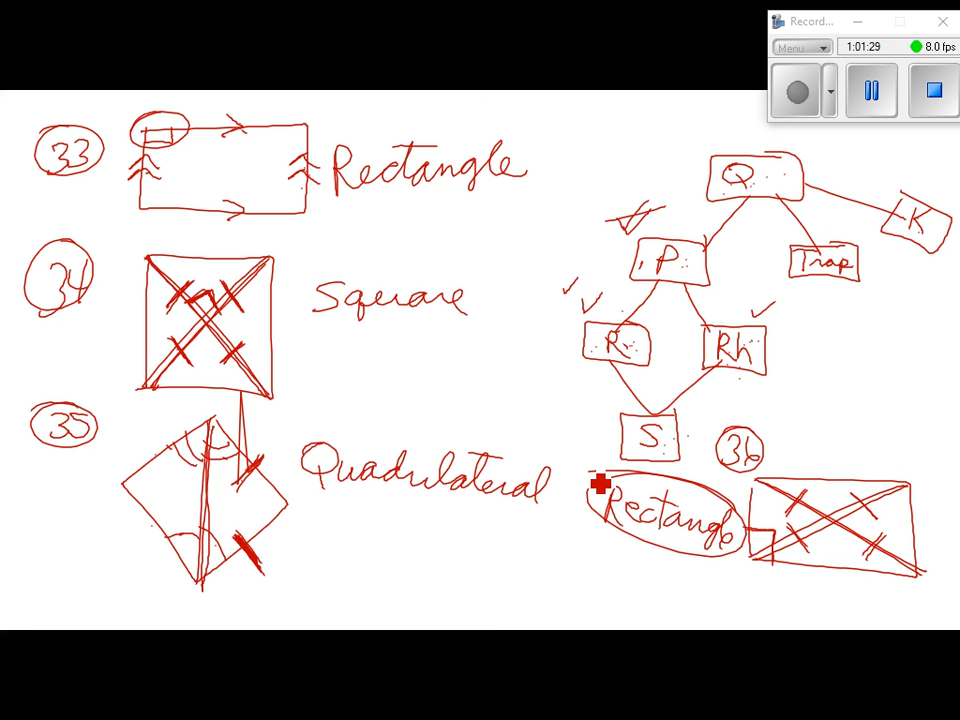 Record...
Menu
1:01:29
8.0 fps
33
Rectangle
34
Square
35
Quadrilateral
Q
K
P
Trap
R
Rh
S
36
Rectangle